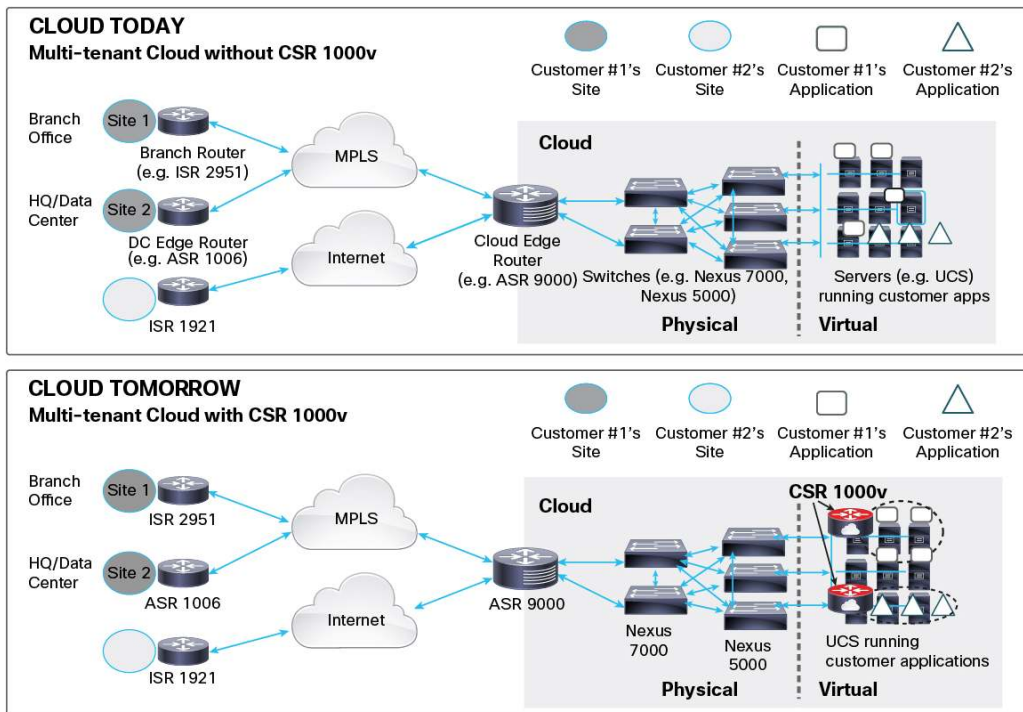 CLOUD TODAY
Multi-tenant Cloud without CSR 1000v
Customer #1's
Site
Customer #2's
Site
Customer #1's
Application
Customer #2's
Application
Branch
Office
Site 1
Branch Router
(e.g. ISR 2951)
MPLS
HQ/Data
Center
Site 2
DC Edge Router
(e.g. ASR 1006)
Internet
ISR 1921
Cloud
Cloud Edge
Router
(e.g. ASR 9000)
Switches (e.g. Nexus 7000,
Nexus 5000)
Servers (e.g. UCS)
running customer apps
Physical
Virtual
CLOUD TOMORROW
Multi-tenant Cloud with CSR 1000v
Customer #1's
Site
Customer #2's
Site
Customer #1's
Application
Customer #2's
Application
Branch
Office
Site 1
ISR 2951
MPLS
HQ/Data
Center
Site 2
ASR 1006
Internet
ISR 1921
Cloud
CSR 1000v
ASR 9000
Nexus
7000
Nexus
5000
UCS running
customer applications
Physical
Virtual